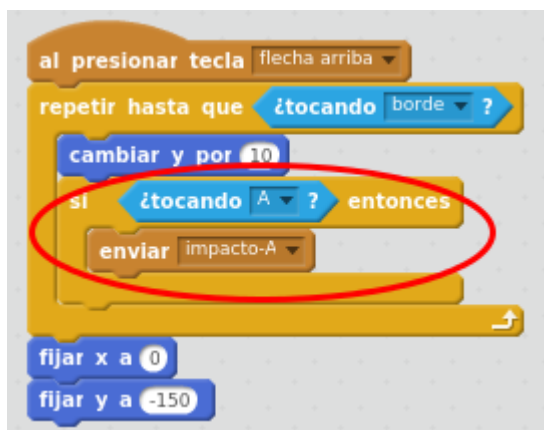 al presionar tecla flecha arriba
repetir hasta que ¿tocando borde ?
cambiar y por 10
si ¿tocando A ? entonces
enviar impacto-A
fijar x a 0
fijar y a -150